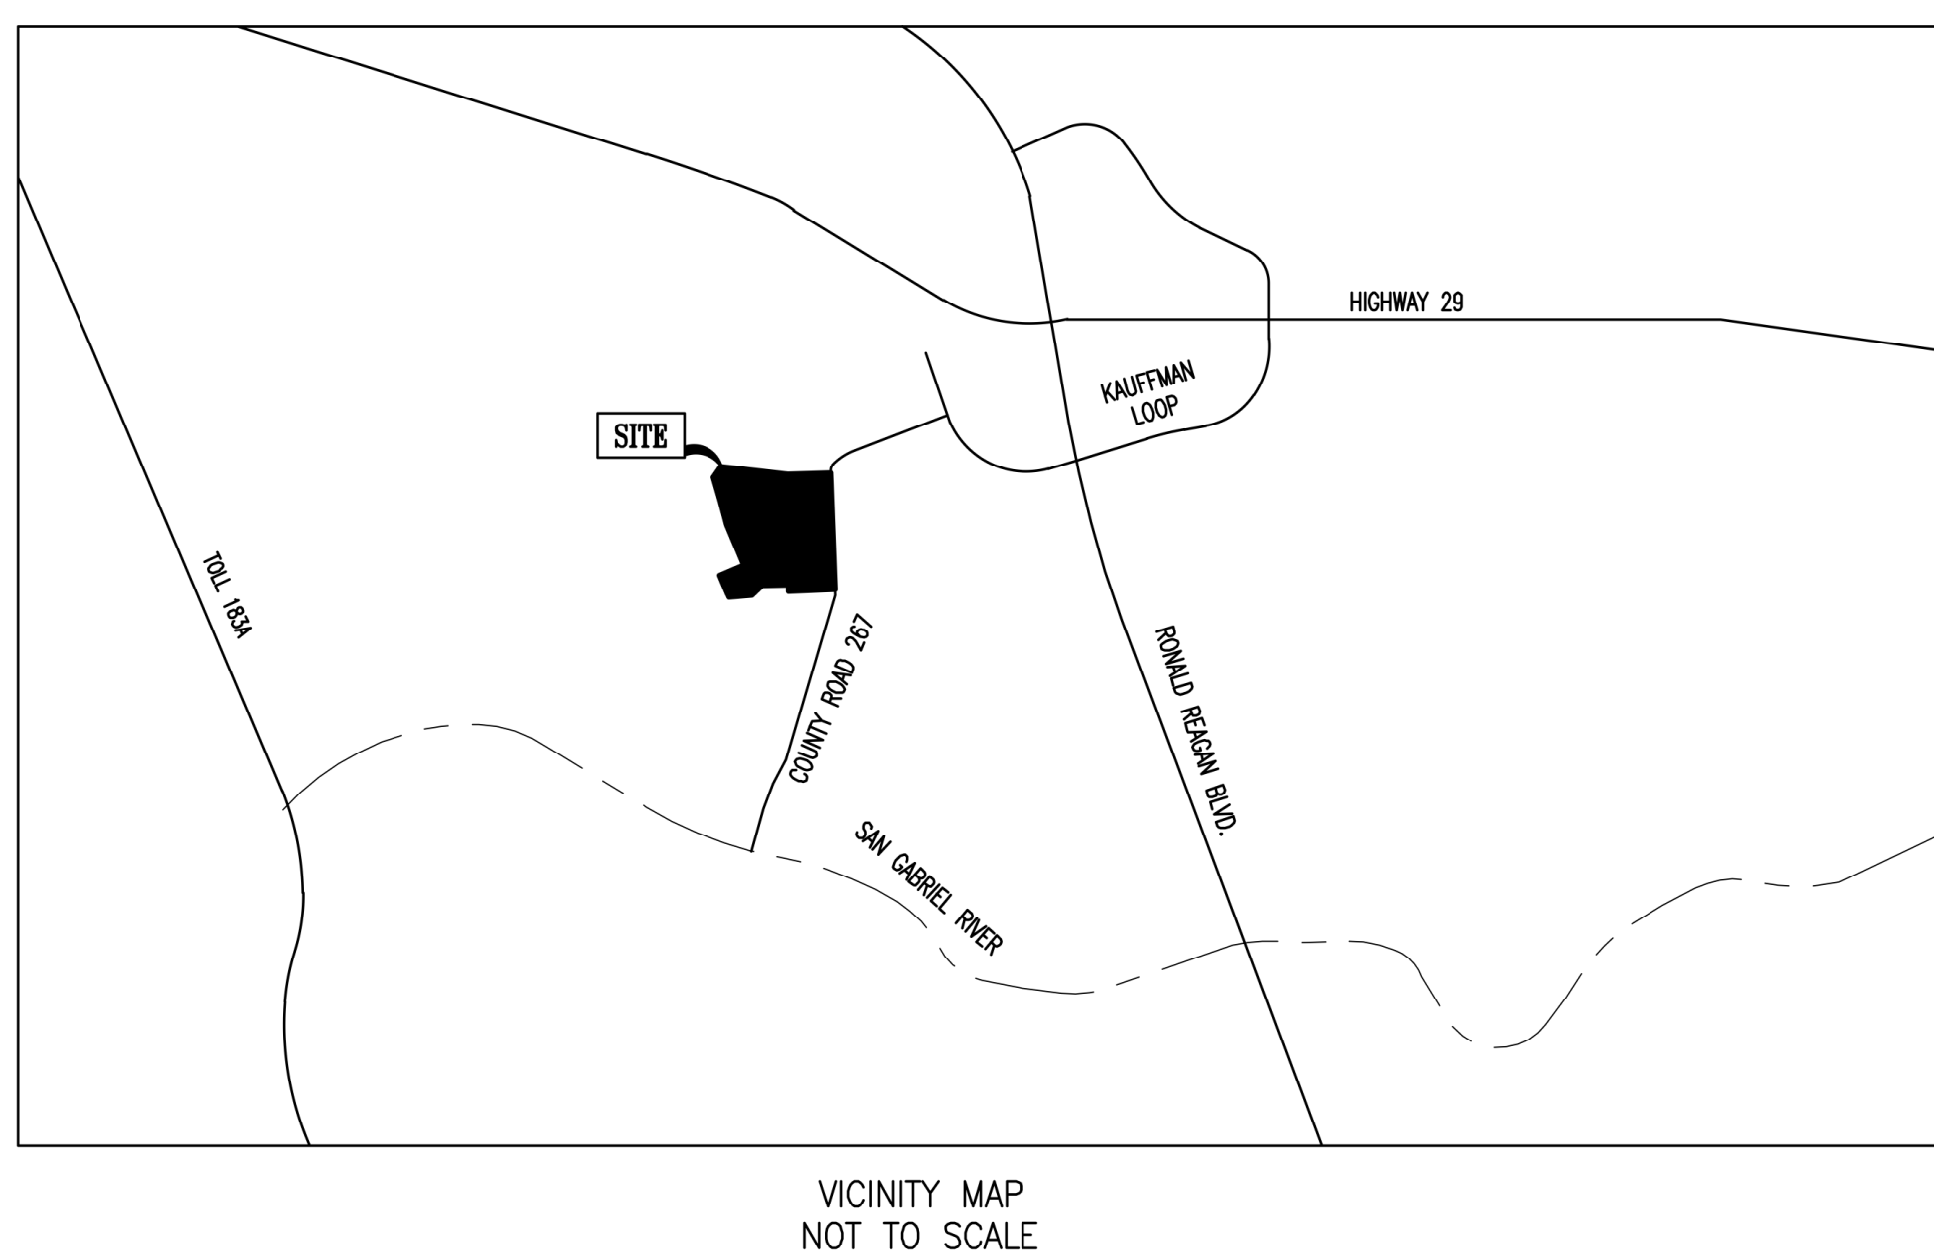 HIGHWAY 29
KAUFFMAN
LOOP
SITE
TOLL 183A
COUNTY ROAD 267
RONALD REAGAN BLVD.
SAN GABRIEL RIVER
VICINITY MAP
NOT TO SCALE